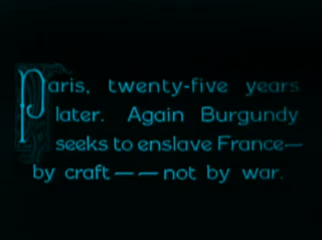 Paris, twenty-five years
later. Again Burgundy
seeks to enslave France—
by craft — — not by war.